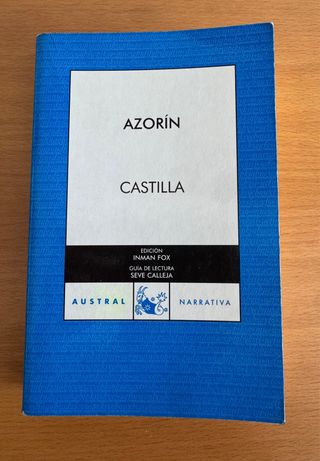 AZORÍN
CASTILLA
EDICIÓN
INMAN FOX
GUÍA DE LECTURA
SEVE CALLEJA
AUSTRAL NARRATIVA